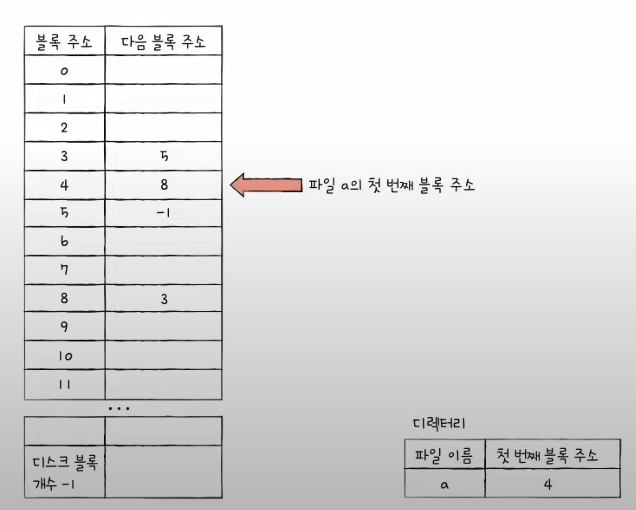 블록 주소 다음 블록 주소
0
1
2
3 5
4 8
파일 a의 첫 번째 블록 주소
5 -1
6
7
8 3
9
10
11
...
디스크 블록
개수 -1
디렉터리
파일 이름 첫 번째 블록 주소
a 4